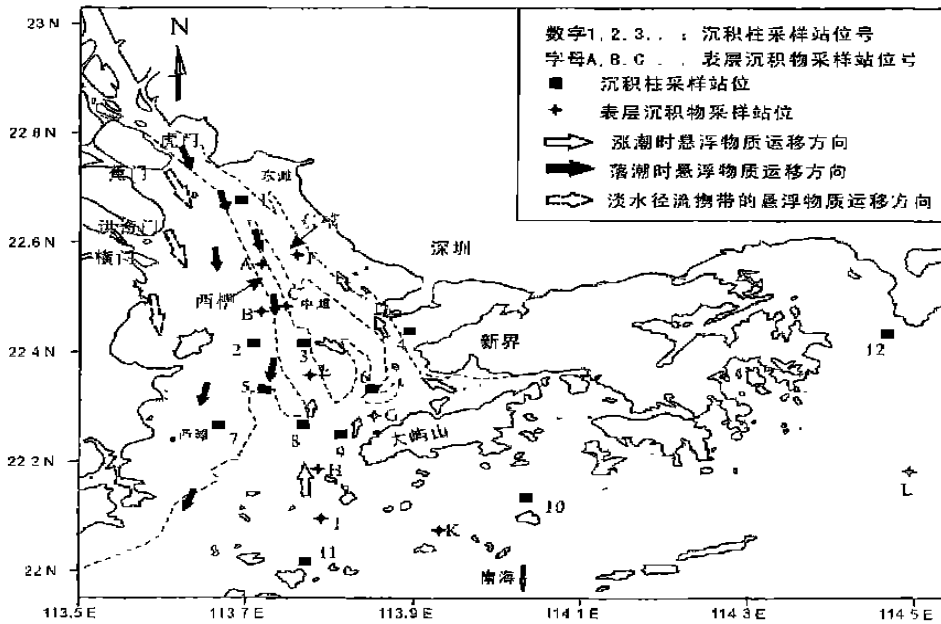 23 N
22.8 N
22.6 N
22.4 N
22.2 N
22 N
113.5 E
113.7 E
113.9 E
114.1 E
114.3 E
114.5 E
N
数字1, 2, 3. . : 沉积柱采样站位号
字母A, B, C . . 表层沉积物采样站位号
沉积柱采样站位
表层沉积物采样站位
涨潮时悬浮物质运移方向
落潮时悬浮物质运移方向
淡水径流携带的悬浮物质运移方向
虎门
蕉门
洪奇门
横门
东滩
深圳
西槽
中滩
新界
西滩
大屿山
南海
1
2
3
4
5
6
7
8
10
11
12
A
B
C
F
G
H
I
K
L